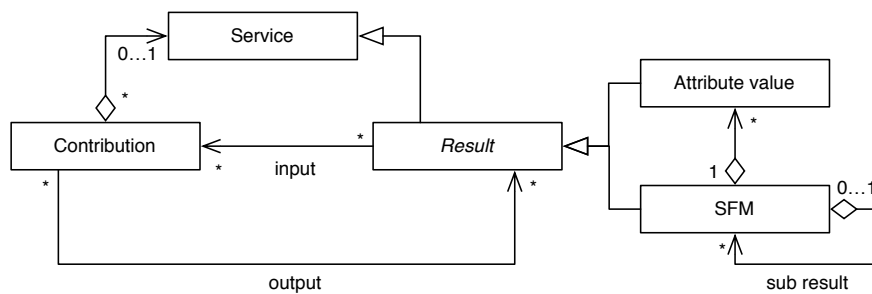 Service
0…1
*
Contribution
*
*
input
*
Result
*
output
Attribute value
*
1
SFM
0…1
*
sub result